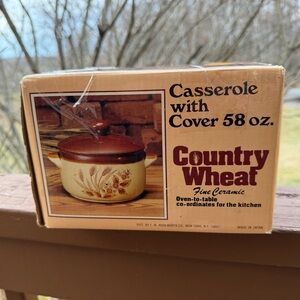 Casserole
with
Cover 58 oz.
Country
Wheat
Fine Ceramic
Oven-to-table
co-ordinates for the kitchen
MADE IN JAPAN